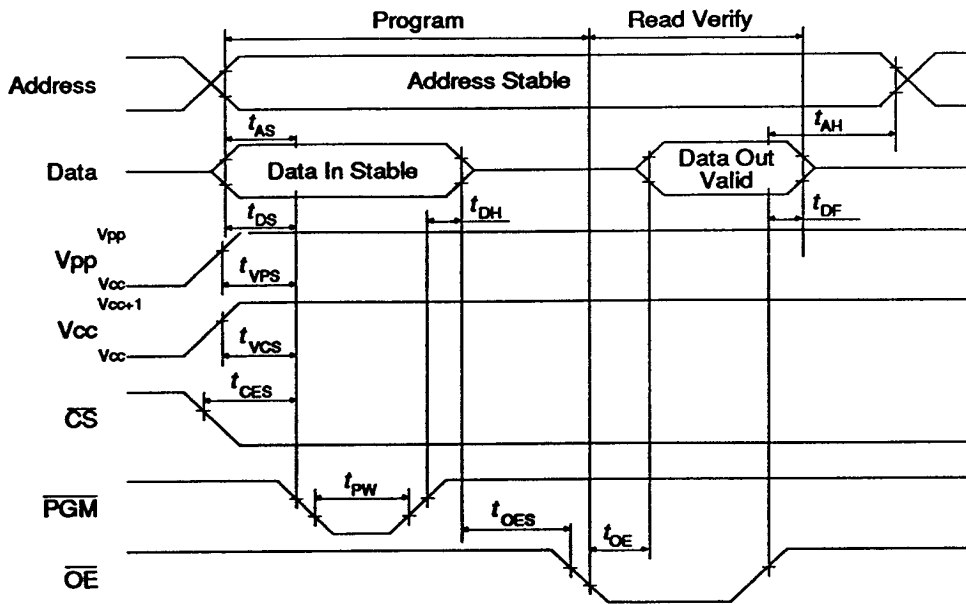 Program Read Verify
Address Address Stable
tAS tAH
Data Data In Stable Data Out Valid
tDS tDH tDF
Vpp
Vpp tVPS
Vcc
Vcc+1
Vcc
Vcc tVCS
tCES
CS
PGM tPW
tOES tOE
OE